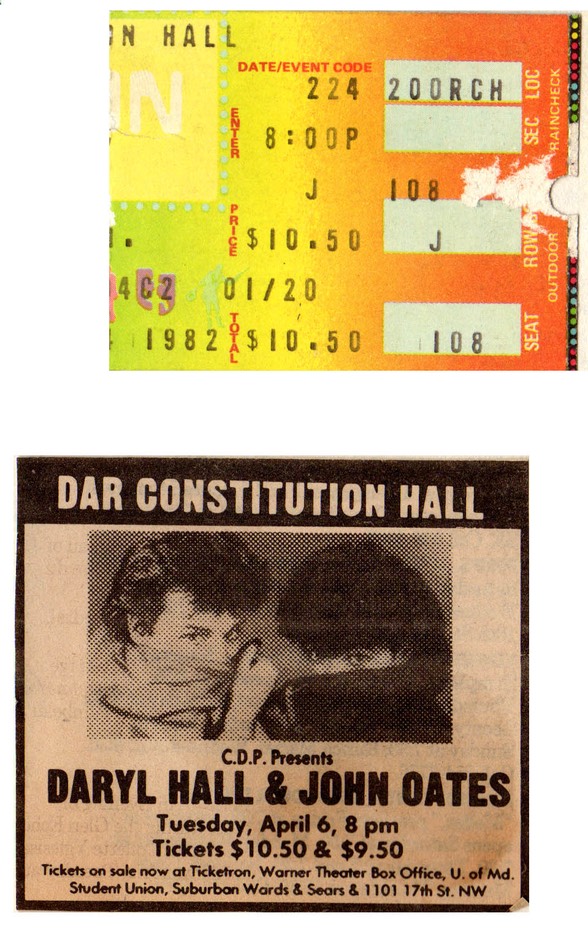 ON HALL
DATE/EVENT CODE
224
200RCH
LOC
IN
ENTER
8:00P
SEC
RAINCHECK
J
108
PRICE
$10.50
J
ROW
OUTDOOR
4C2
01/20
1982
TOTAL
$10.50
108
SEAT
DAR CONSTITUTION HALL
C.D.P. Presents
DARYL HALL & JOHN OATES
Tuesday, April 6, 8 pm
Tickets $10.50 & $9.50
Tickets on sale now at Ticketron, Warner Theater Box Office, U. of Md.
Student Union, Suburban Wards & Sears & 1101 17th St. NW